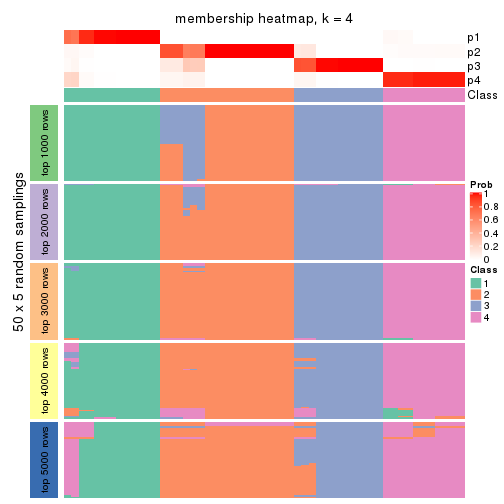 membership heatmap, k = 4
p1
p2
p3
p4
Class
50 x 5 random samplings
top 1000 rows
top 2000 rows
top 3000 rows
top 4000 rows
top 5000 rows
Prob
1
0.8
0.6
0.4
0.2
0
Class
1
2
3
4